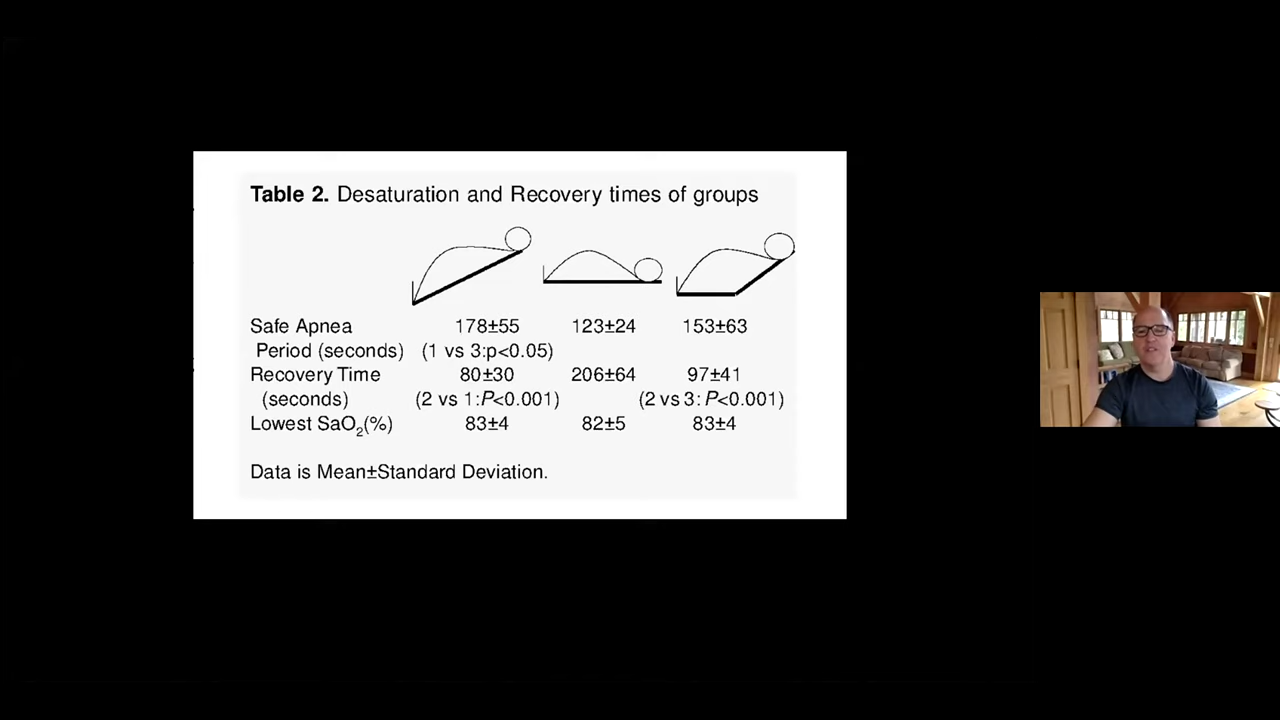 Table 2. Desaturation and Recovery times of groups
Safe Apnea 178±55 123±24 153±63
Period (seconds) (1 vs 3:p<0.05)
Recovery Time 80±30 206±64 97±41
(seconds) (2 vs 1:P<0.001) (2 vs 3: P<0.001)
Lowest SaO2(%) 83±4 82±5 83±4
Data is Mean±Standard Deviation.